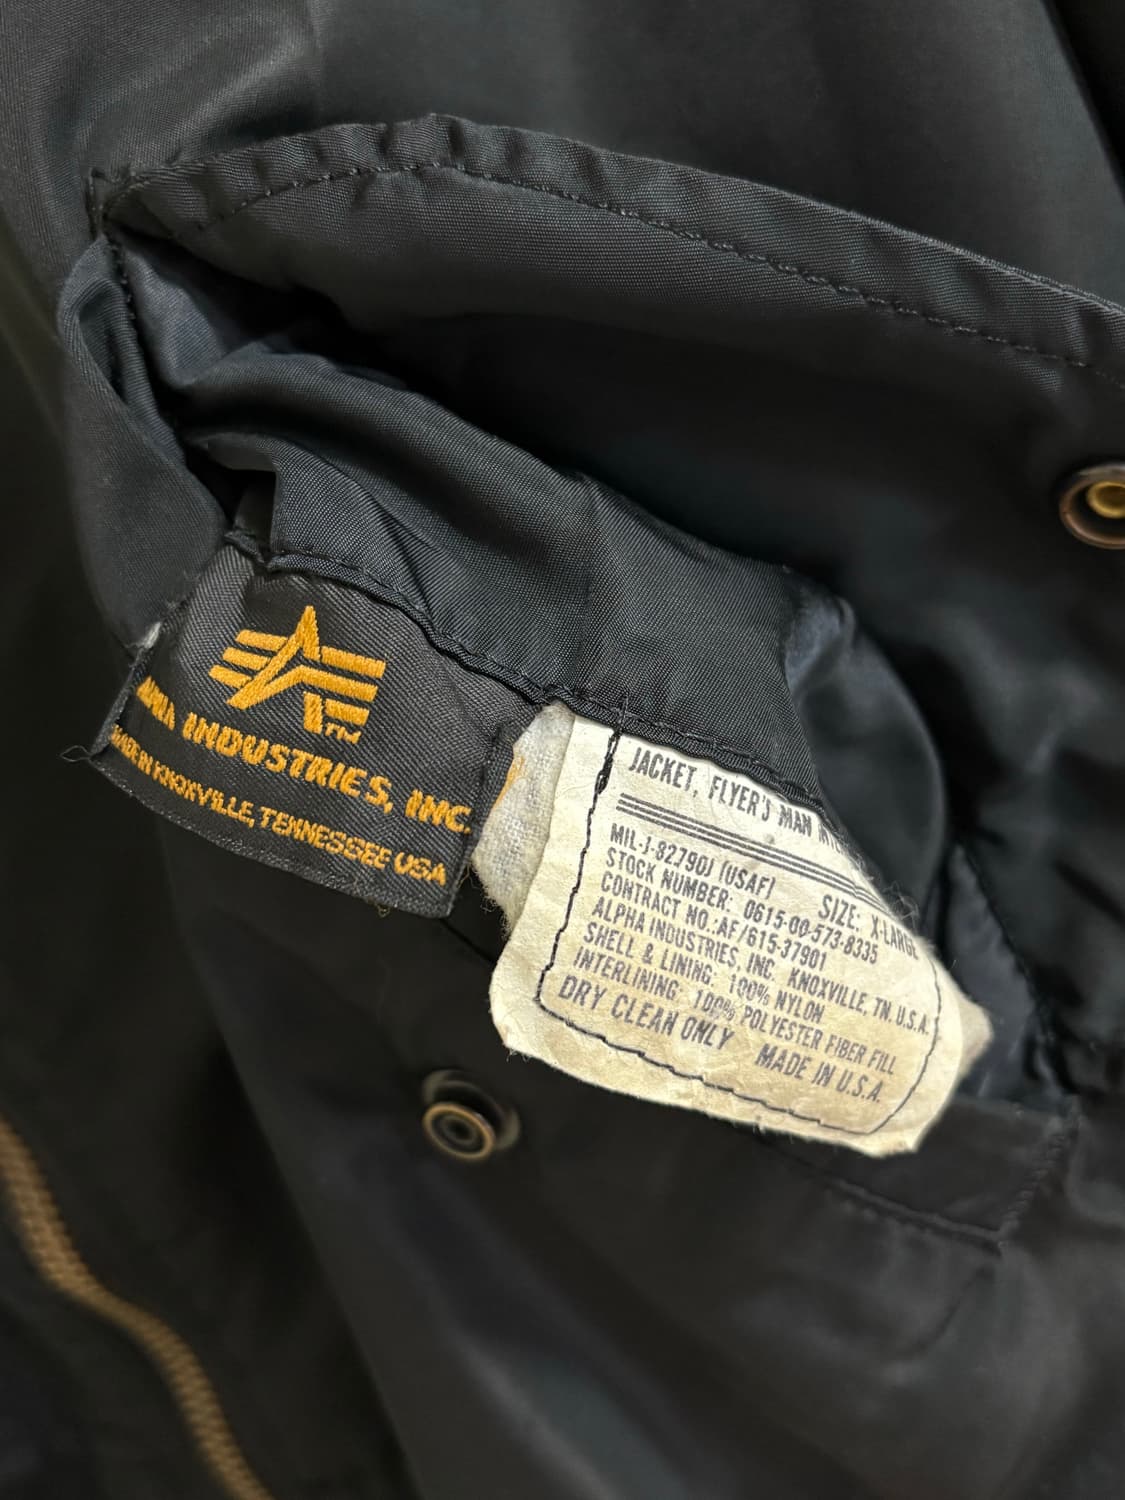 TM
ALPHA INDUSTRIES, INC.
MADE IN KNOXVILLE, TENNESSEE USA
JACKET, FLYER'S MAN
MIL-J-8279OJ (USAF) SIZE: X-LARGE
STOCK NUMBER: 0615-00-573-8335
CONTRACT NO.:AF/615-37901
ALPHA INDUSTRIES, INC. KNOXVILLE, TN. U.S.A.
SHELL & LINING: 100% NYLON
INTERLINING: 100% POLYESTER FIBER FILL
DRY CLEAN ONLY MADE IN U.S.A.